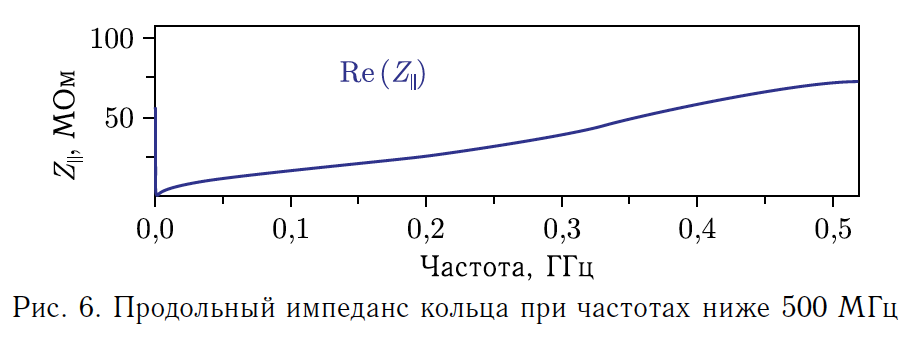 100
Re (Z∥)
50
Z∥, МОм
0,0 0,1 0,2 0,3 0,4 0,5
Частота, ГГц
Рис. 6. Продольный импеданс кольца при частотах ниже 500 МГц